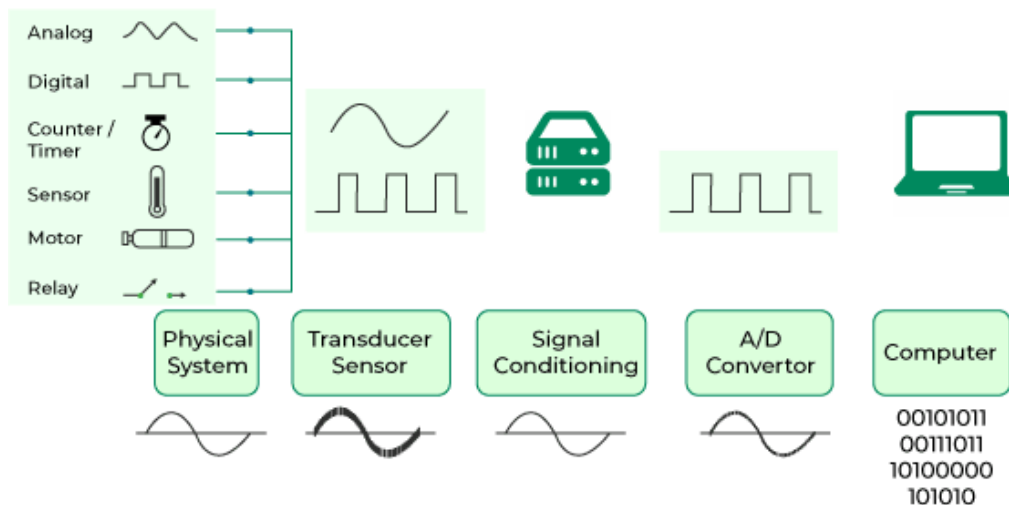 Analog
Digital
Counter /
Timer
Sensor
Motor
Relay
Physical
System
Transducer
Sensor
Signal
Conditioning
A/D
Convertor
Computer
00101011
00111011
10100000
101010